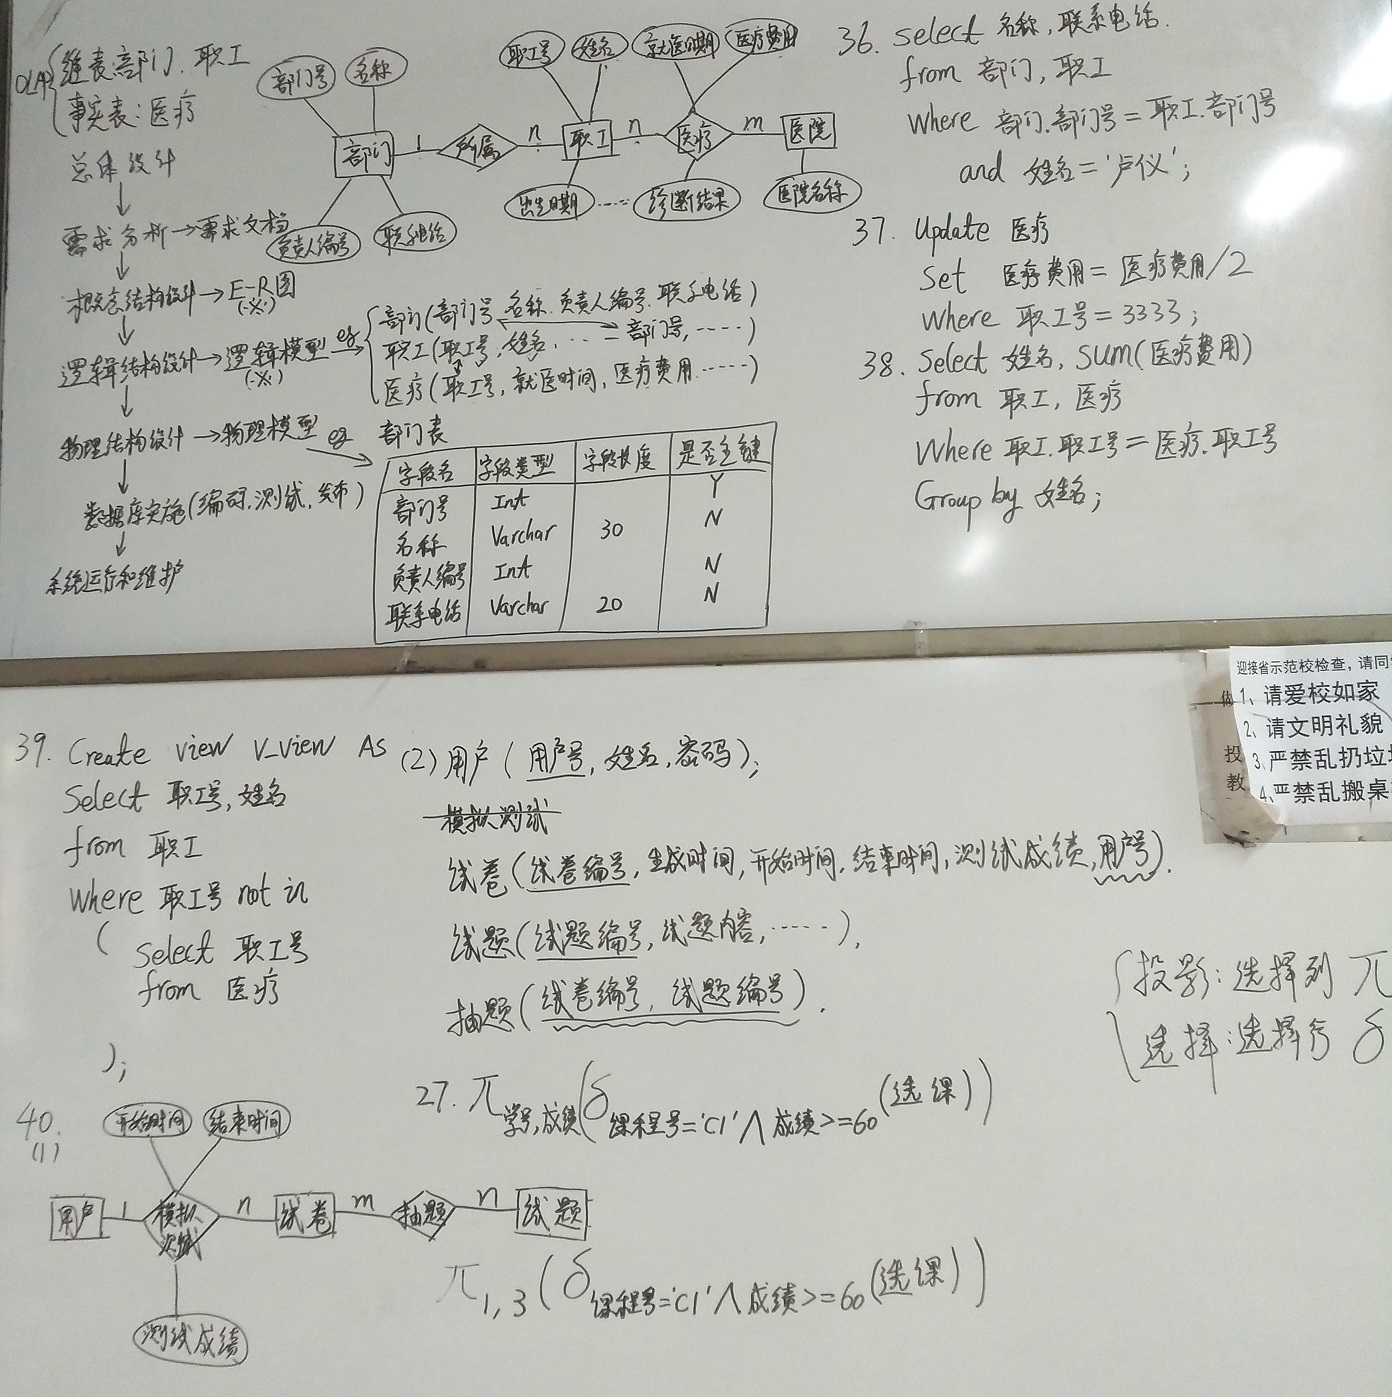 OLAP
维表:部门、职工
事实表:医疗
总体设计
需求分析→需求文档
概念结构设计→E-R图
(·※·)
逻辑结构设计→逻辑模型 eg
(·※·)
物理结构设计→物理模型 eg
数据库实施(编码,测试,发布)
系统运行和维护
部门号
名称
部门
负责人编号
联系电话
1
所属
n
职工号
姓名
职工
出生日期
……
n
就医日期
医疗费用
医疗
诊断结果
m
医院
医院名称
部门(部门号,名称,负责人编号,联系电话)
职工(职工号,姓名,…部门号,……)
医疗(职工号,就医时间,医疗费用……)
部门表
字段名 字段类型 字段长度 是否主键
部门号 Int Y
名称 Varchar 30 N
负责人编号 Int N
联系电话 Varchar 20 N
36. select 名称,联系电话
from 部门,职工
Where 部门.部门号=职工.部门号
and 姓名='卢仪';
37. Update 医疗
Set 医疗费用=医疗费用/2
Where 职工号=3333;
38. Select 姓名,SUM(医疗费用)
from 职工,医疗
Where 职工.职工号=医疗.职工号
Group by 姓名;
迎接省示范校检查,请同
做
1、请爱校如家
2、请文明礼貌
投
3、严禁乱扔垃
教
4、严禁乱搬桌
39. Create view V_view AS
Select 职工号,姓名
from 职工
Where 职工号 not in
( Select 职工号
from 医疗
);
(2)用户(用户号,姓名,密码);
模拟测试
试卷(试卷编号,生成时间,开始时间,结束时间,测试成绩,用户号).
试题(试题编号,试题内容,……),
抽题(试卷编号,试题编号).
投影:选择列 π
选择:选择行 δ
27. π学号,成绩(δ课程号='C1'∧成绩>=60(选课))
40.
(1)
开始时间
结束时间
用户
1
模拟
测试
n
试卷
m
抽题
n
试题
测试成绩
π1,3(δ课程号='C1'∧成绩>=60(选课))